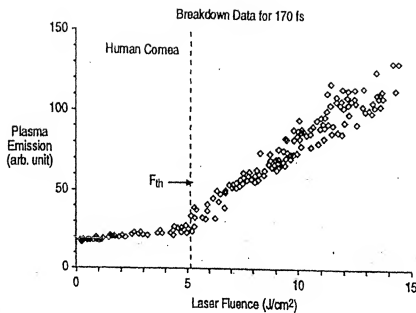 Breakdown Data for 170 fs
Human Cornea
150
100
Plasma
Emission
(arb. unit)
50
0
Fth
0
5
10
15
Laser Fluence (J/cm²)